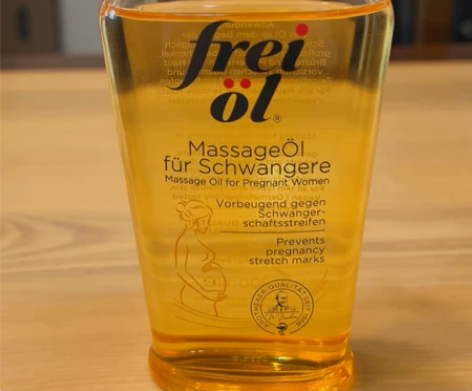 frei
öl®
MassageÖl
für Schwangere
Massage Oil for Pregnant Women
Vorbeugend gegen
Schwanger-
schaftsstreifen
Prevents
pregnancy
stretch marks